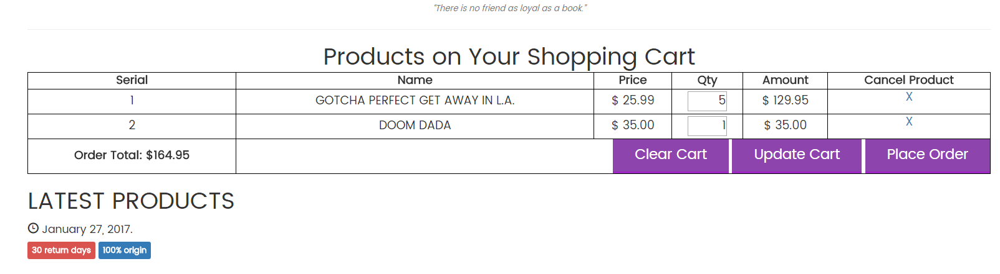 “There is no friend as loyal as a book.”
Products on Your Shopping Cart
Serial Name Price Qty Amount Cancel Product
1 GOTCHA PERFECT GET AWAY IN L.A. $ 25.99 5 $ 129.95 X
2 DOOM DADA $ 35.00 1 $ 35.00 X
Order Total: $164.95 Clear Cart Update Cart Place Order
LATEST PRODUCTS
January 27, 2017.
30 return days 100% origin